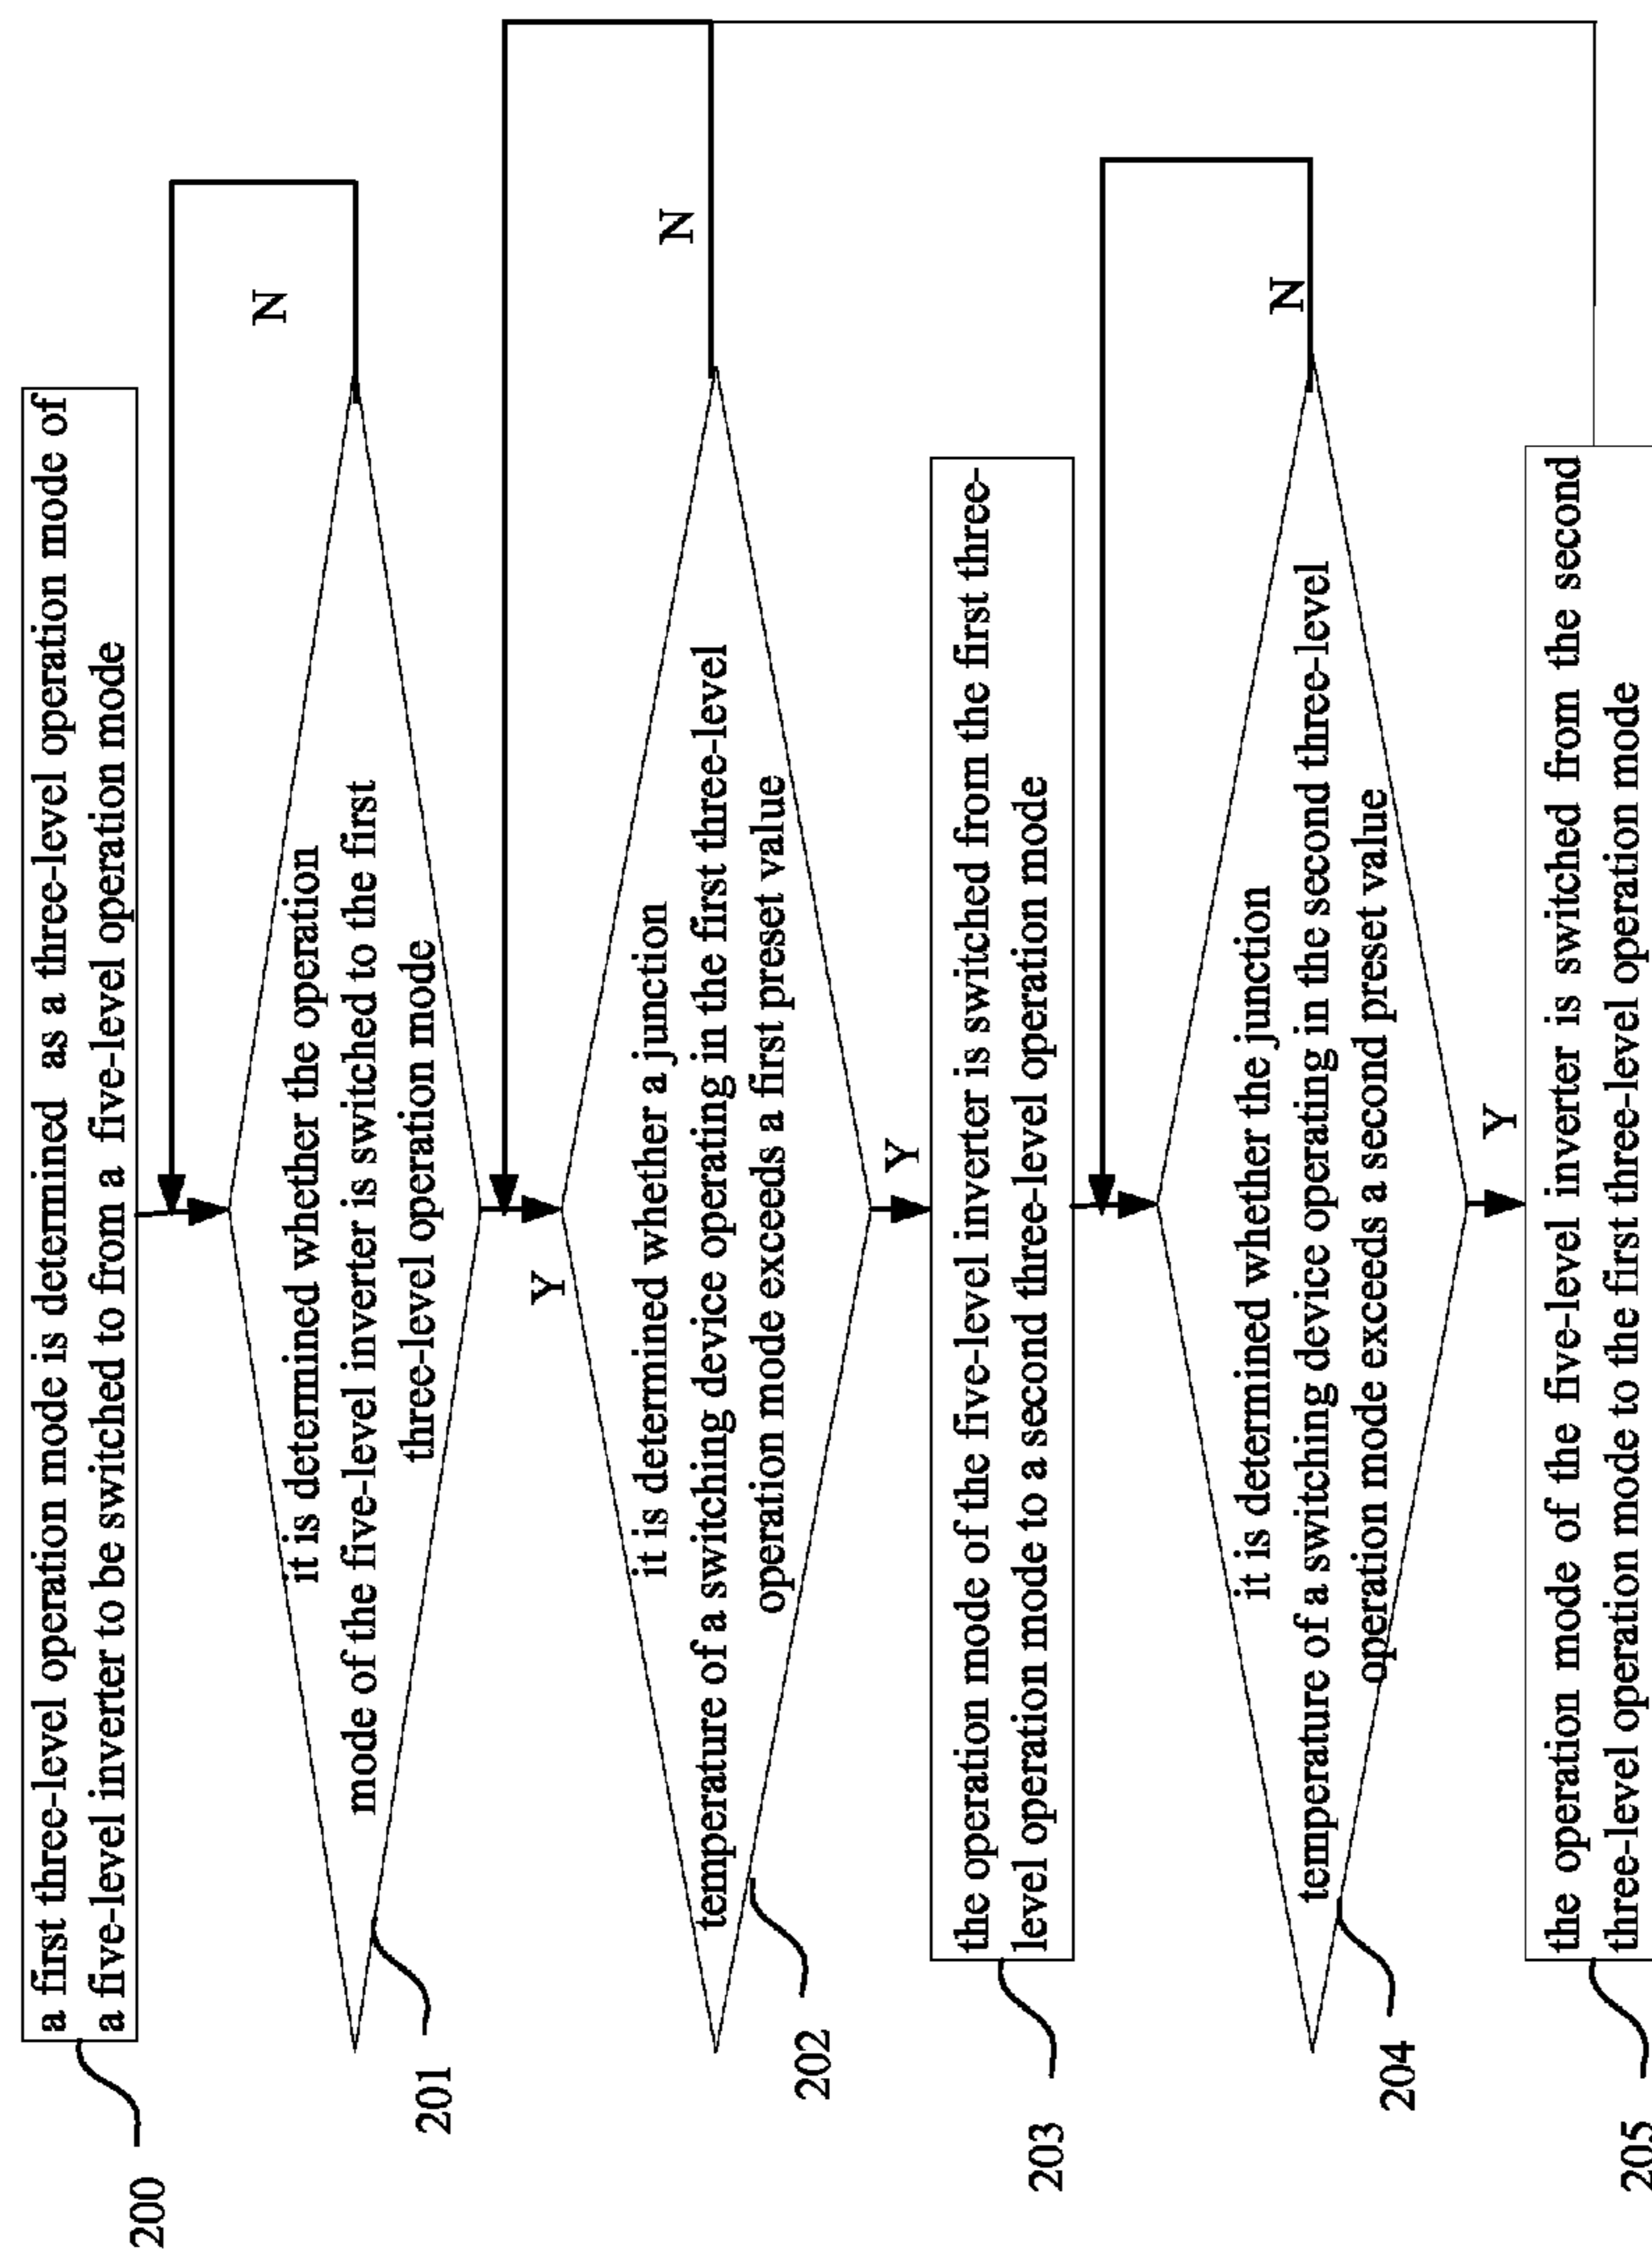 200
a first three-level operation mode is determined as a three-level operation mode of
a five-level inverter to be switched to from a five-level operation mode
201
it is determined whether the operation
mode of the five-level inverter is switched to the first
three-level operation mode
N
Y
202
it is determined whether a junction
temperature of a switching device operating in the first three-level
operation mode exceeds a first preset value
N
Y
203
the operation mode of the five-level inverter is switched from the first three-
level operation mode to a second three-level operation mode
204
it is determined whether the junction
temperature of a switching device operating in the second three-level
operation mode exceeds a second preset value
N
Y
205
the operation mode of the five-level inverter is switched from the second
three-level operation mode to the first three-level operation mode